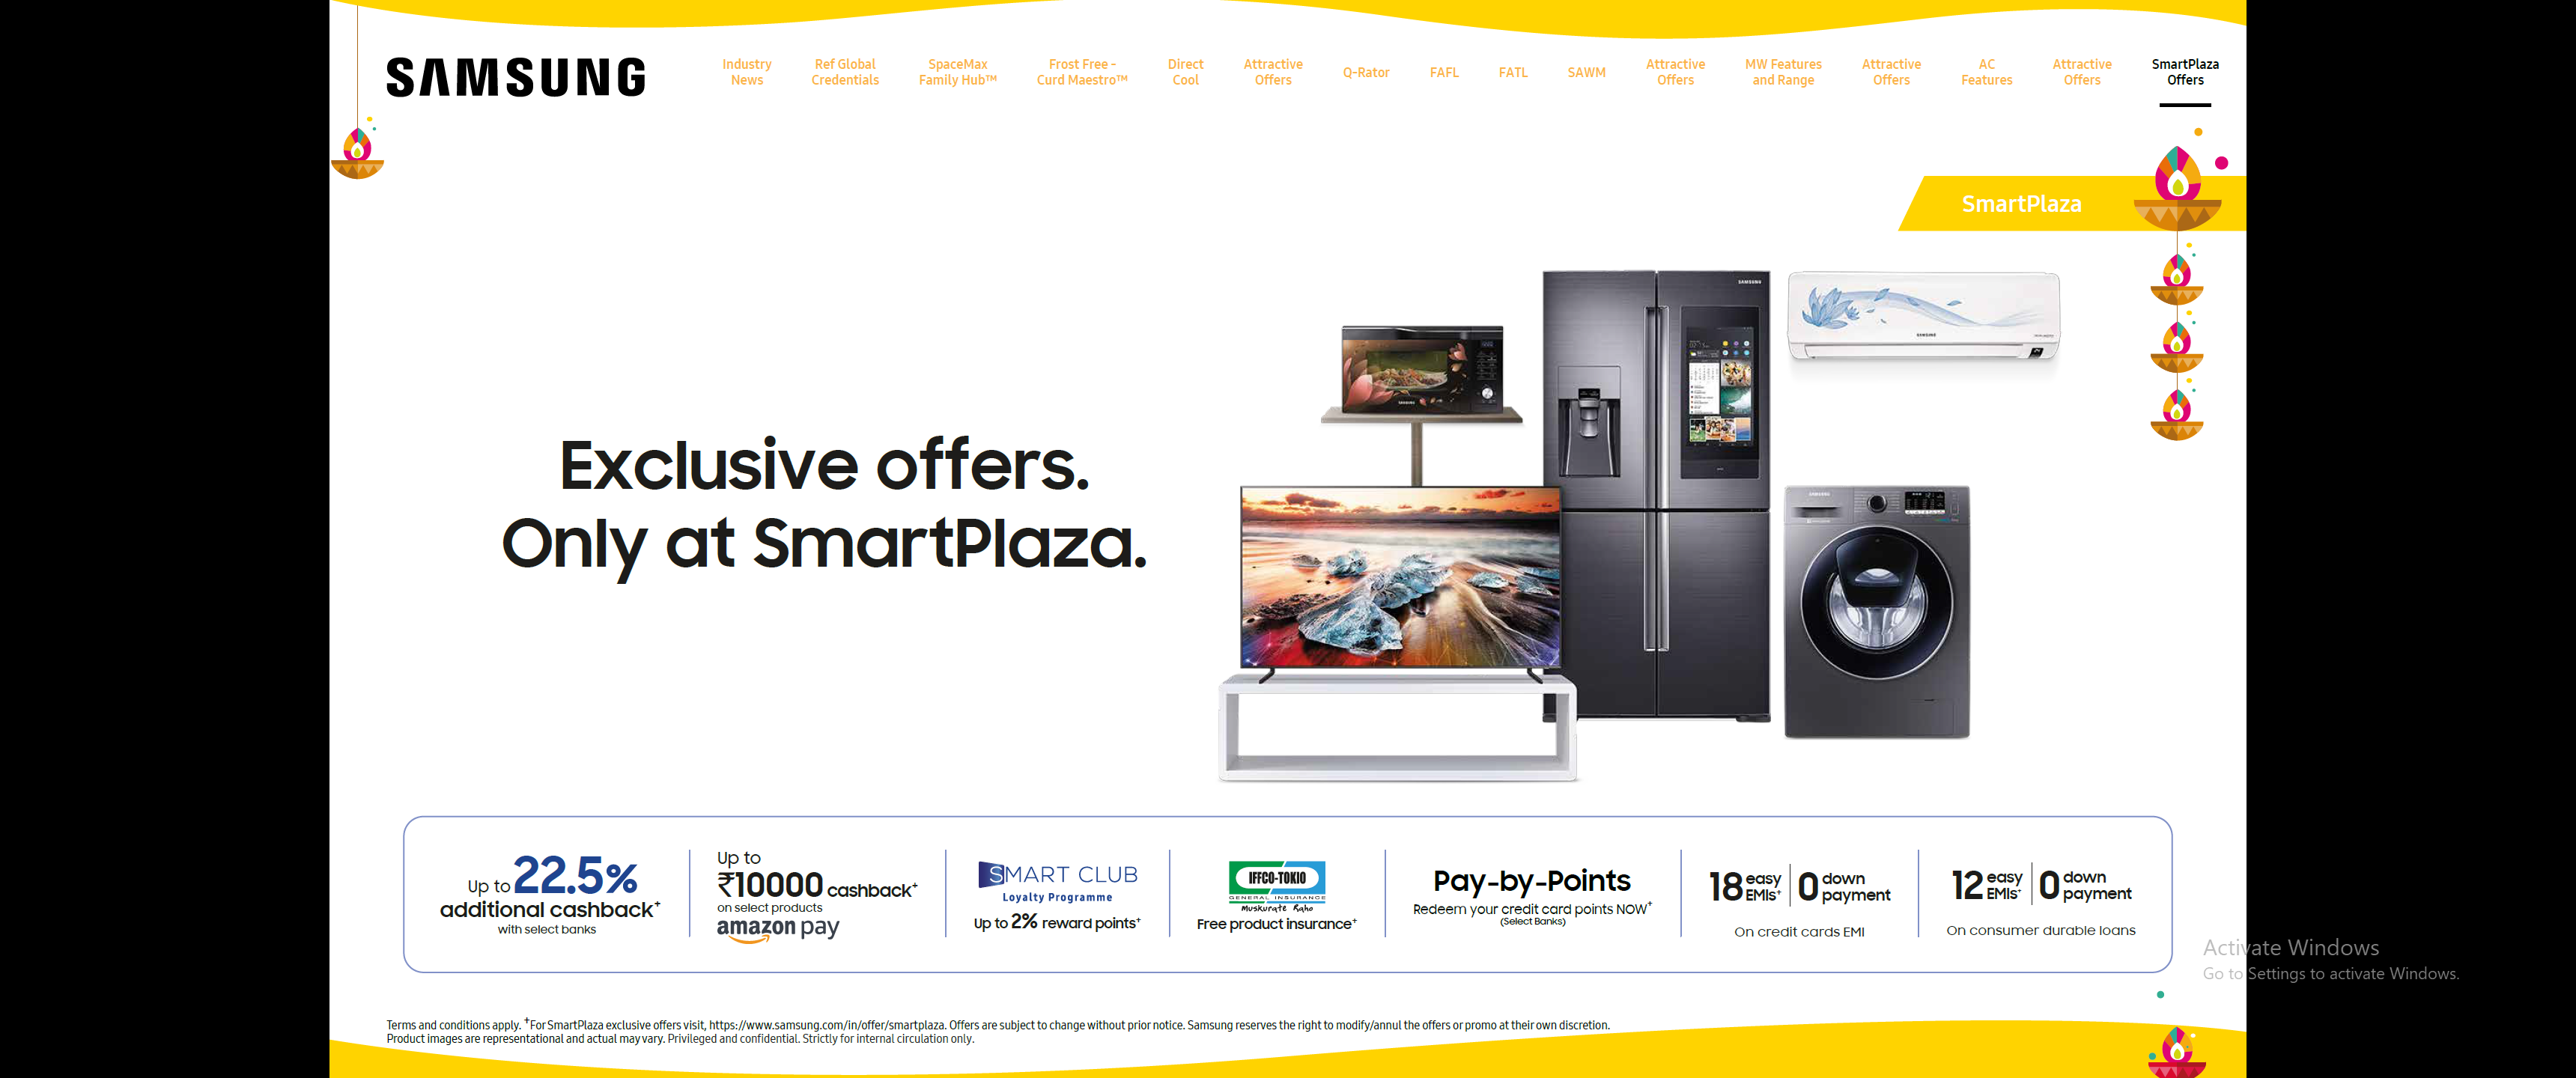 SAMSUNG
Industry News
Ref Global Credentials
SpaceMax Family Hub™
Frost Free - Curd Maestro™
Direct Cool
Attractive Offers
Q-Rator
FAFL
FATL
SAWM
Attractive Offers
MW Features and Range
Attractive Offers
AC Features
Attractive Offers
SmartPlaza Offers
SmartPlaza
SAMSUNG
SAMSUNG
SAMSUNG
SAMSUNG
Exclusive offers.
Only at SmartPlaza.
Up to 22.5%
additional cashback+
with select banks
Up to
₹10000 cashback+
on select products
amazon pay
SMART CLUB
Loyalty Programme
Up to 2% reward points+
IFFCO-TOKIO
GENERAL INSURANCE
Muskurate Raho
Free product insurance+
Pay-by-Points
Redeem your credit card points NOW+
(Select Banks)
18 easy EMIs+ 0 down payment
On credit cards EMI
12 easy EMIs+ 0 down payment
On consumer durable loans
Activate Windows
Go to Settings to activate Windows.
Terms and conditions apply. +For SmartPlaza exclusive offers visit, https://www.samsung.com/in/offer/smartplaza. Offers are subject to change without prior notice. Samsung reserves the right to modify/annul the offers or promo at their own discretion.
Product images are representational and actual may vary. Privileged and confidential. Strictly for internal circulation only.